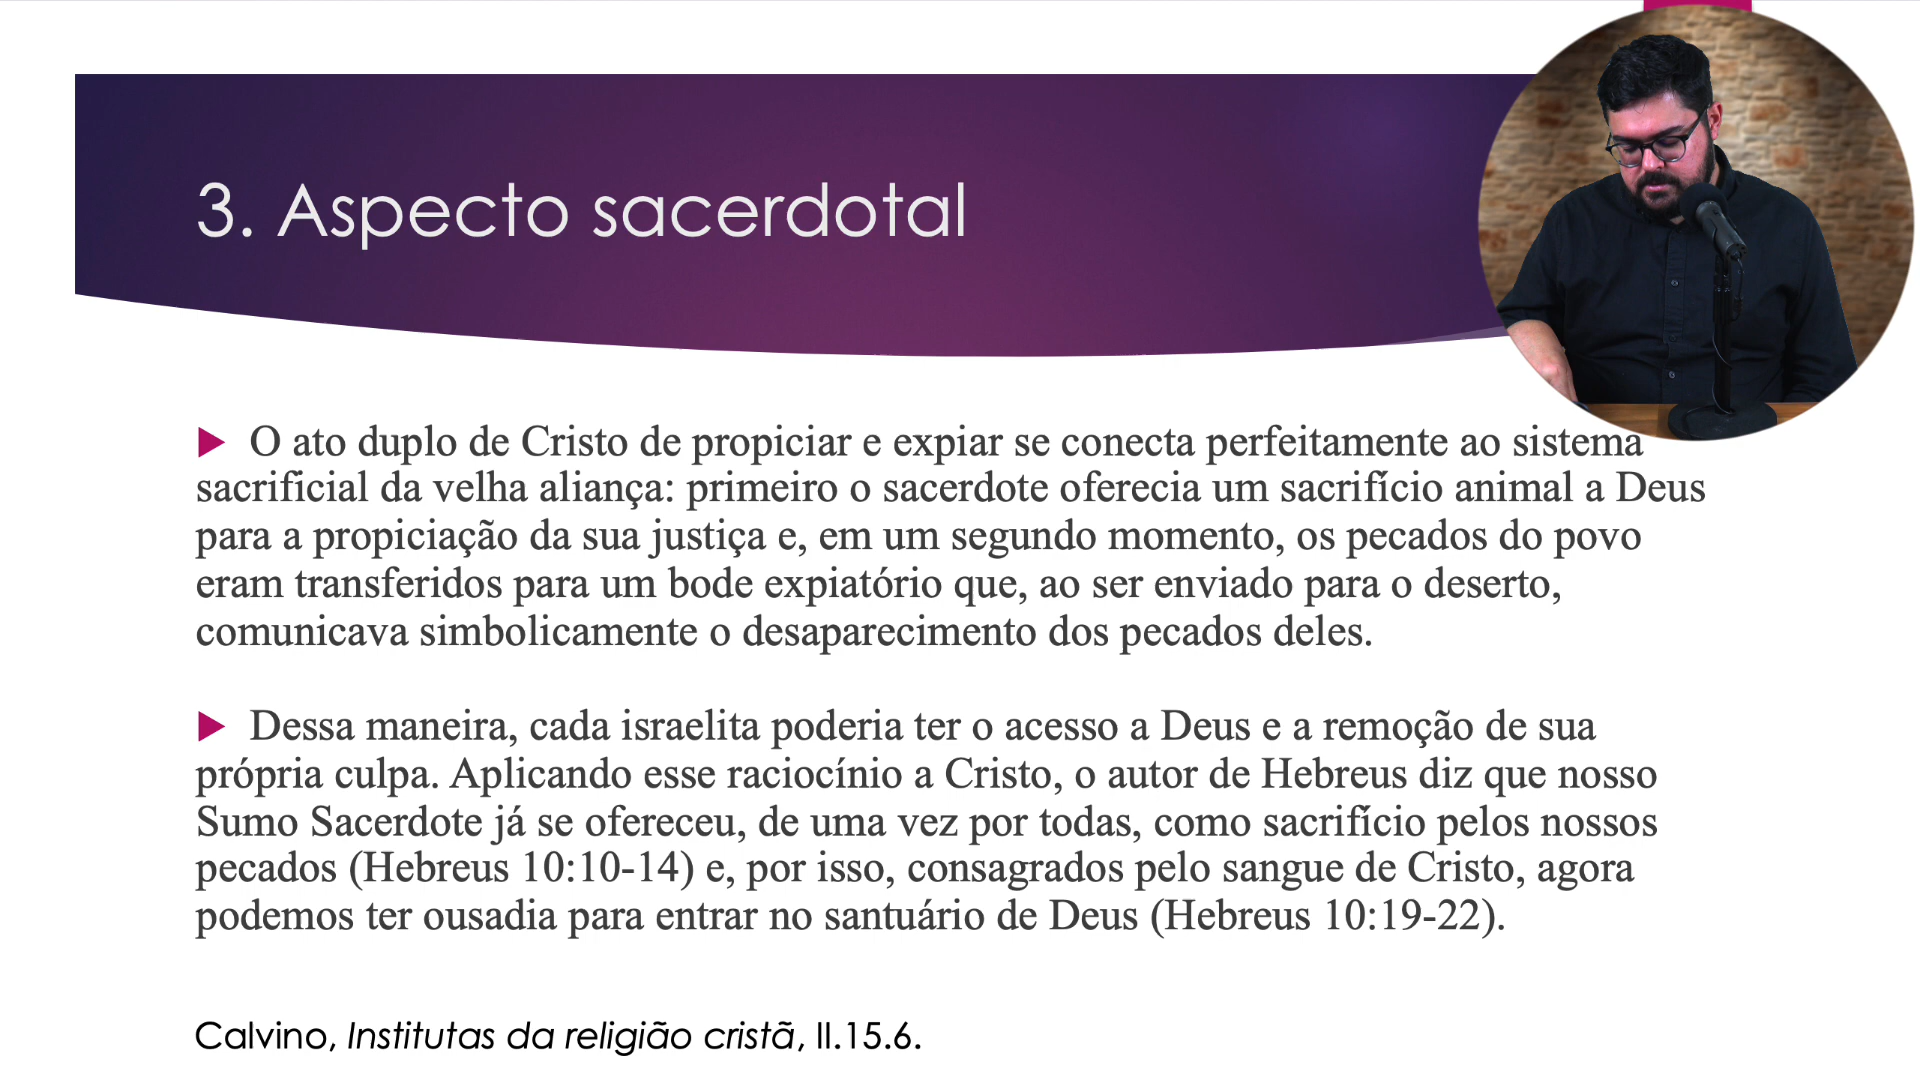 3. Aspecto sacerdotal
O ato duplo de Cristo de propiciar e expiar se conecta perfeitamente ao sistema
sacrificial da velha aliança: primeiro o sacerdote oferecia um sacrifício animal a Deus
para a propiciação da sua justiça e, em um segundo momento, os pecados do povo
eram transferidos para um bode expiatório que, ao ser enviado para o deserto,
comunicava simbolicamente o desaparecimento dos pecados deles.
Dessa maneira, cada israelita poderia ter o acesso a Deus e a remoção de sua
própria culpa. Aplicando esse raciocínio a Cristo, o autor de Hebreus diz que nosso
Sumo Sacerdote já se ofereceu, de uma vez por todas, como sacrifício pelos nossos
pecados (Hebreus 10:10-14) e, por isso, consagrados pelo sangue de Cristo, agora
podemos ter ousadia para entrar no santuário de Deus (Hebreus 10:19-22).
Calvino, Institutas da religião cristã, II.15.6.